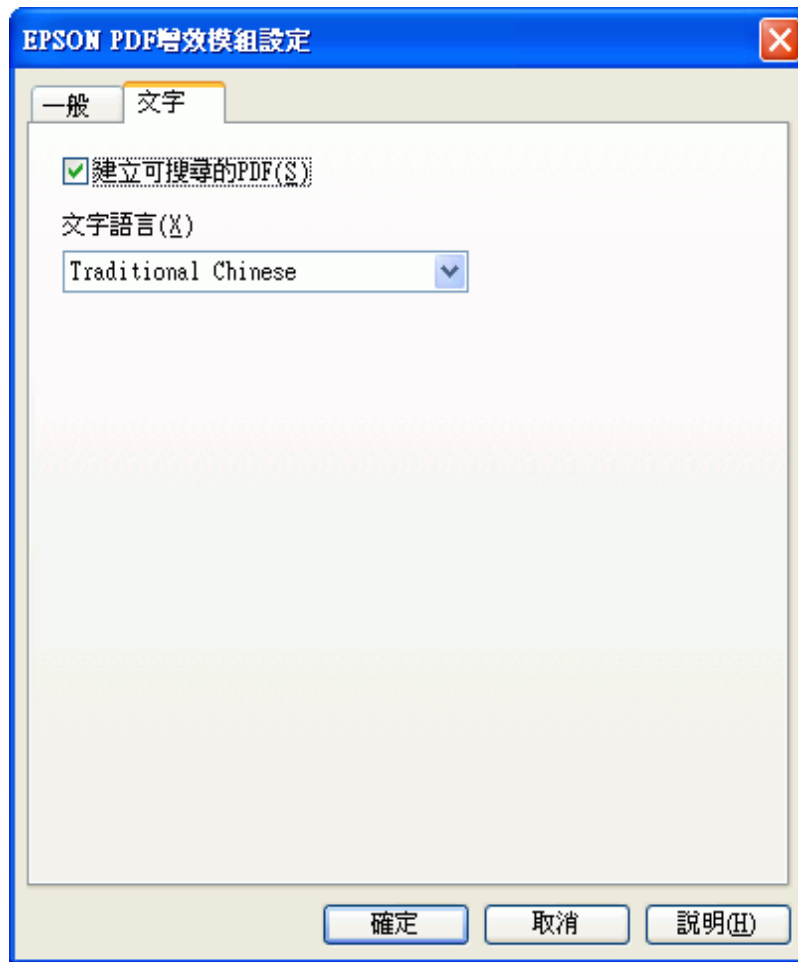 EPSON PDF增效模組設定
一般 文字
建立可搜尋的PDF(S)
文字語言(X)
Traditional Chinese
確定 取消 說明(H)